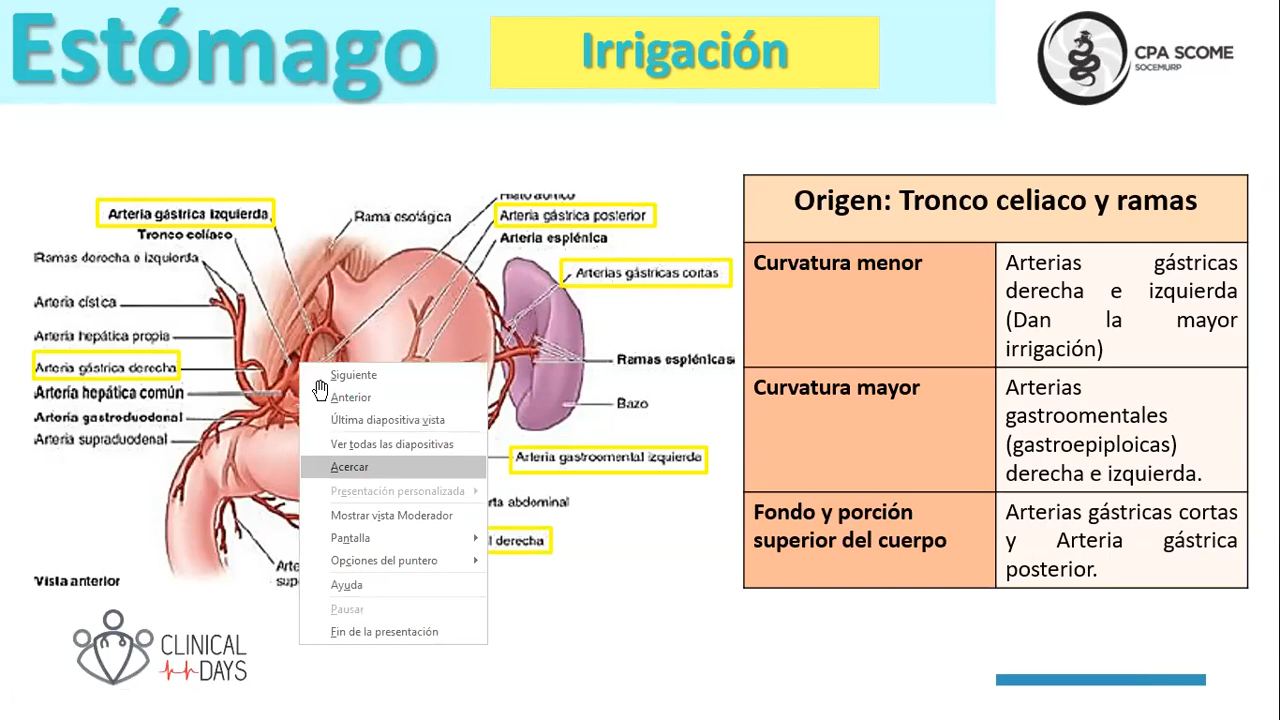 Estómago
Irrigación
CPA SCOME
SOCEMURP
Hiato aórtico
Arteria gástrica izquierda
Rama esofágica
Arteria gástrica posterior
Tronco celíaco
Arteria esplénica
Ramas derecha e izquierda
Arterias gástricas cortas
Arteria cística
Arteria hepática propia
Ramas esplénicas
Arteria gástrica derecha
Arteria hepática común
Bazo
Arteria gastroduodenal
Arteria supraduodenal
Arteria gastroomental izquierda
rta abdominal
l derecha
Arte
sup
Vista anterior
Siguiente
Anterior
Última diapositiva vista
Ver todas las diapositivas
Acercar
Presentación personalizada
Mostrar vista Moderador
Pantalla
Opciones del puntero
Ayuda
Pausar
Fin de la presentación
Origen: Tronco celiaco y ramas
Curvatura menor
Arterias gástricas
derecha e izquierda
(Dan la mayor
irrigación)
Curvatura mayor
Arterias
gastroomentales
(gastroepiploicas)
derecha e izquierda.
Fondo y porción
superior del cuerpo
Arterias gástricas cortas
y Arteria gástrica
posterior.
CLINICAL
DAYS